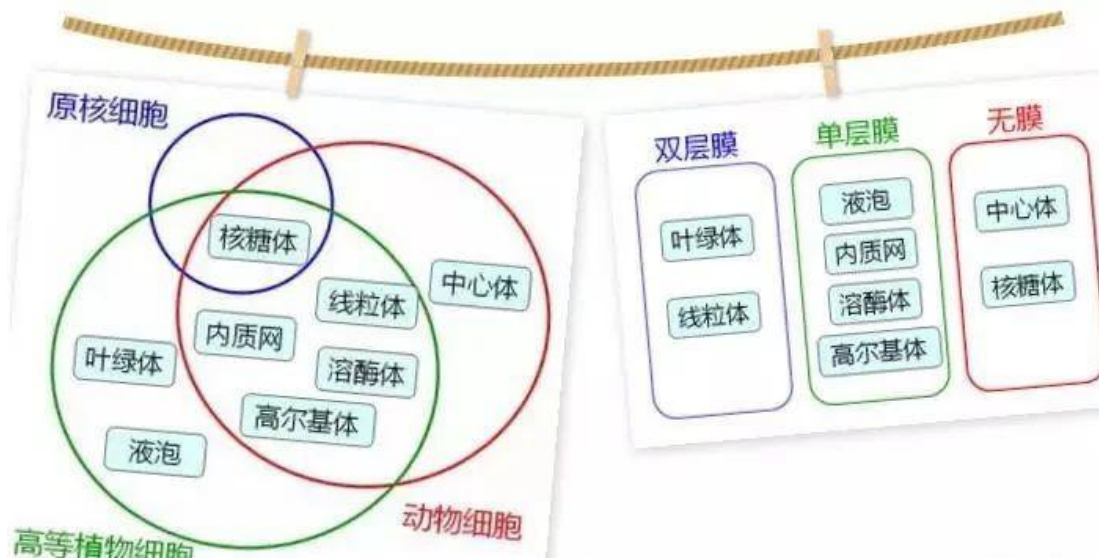 原核细胞
核糖体
线粒体
中心体
内质网
叶绿体
溶酶体
高尔基体
液泡
动物细胞
高等植物细胞
双层膜
叶绿体
线粒体
单层膜
液泡
内质网
溶酶体
高尔基体
无膜
中心体
核糖体